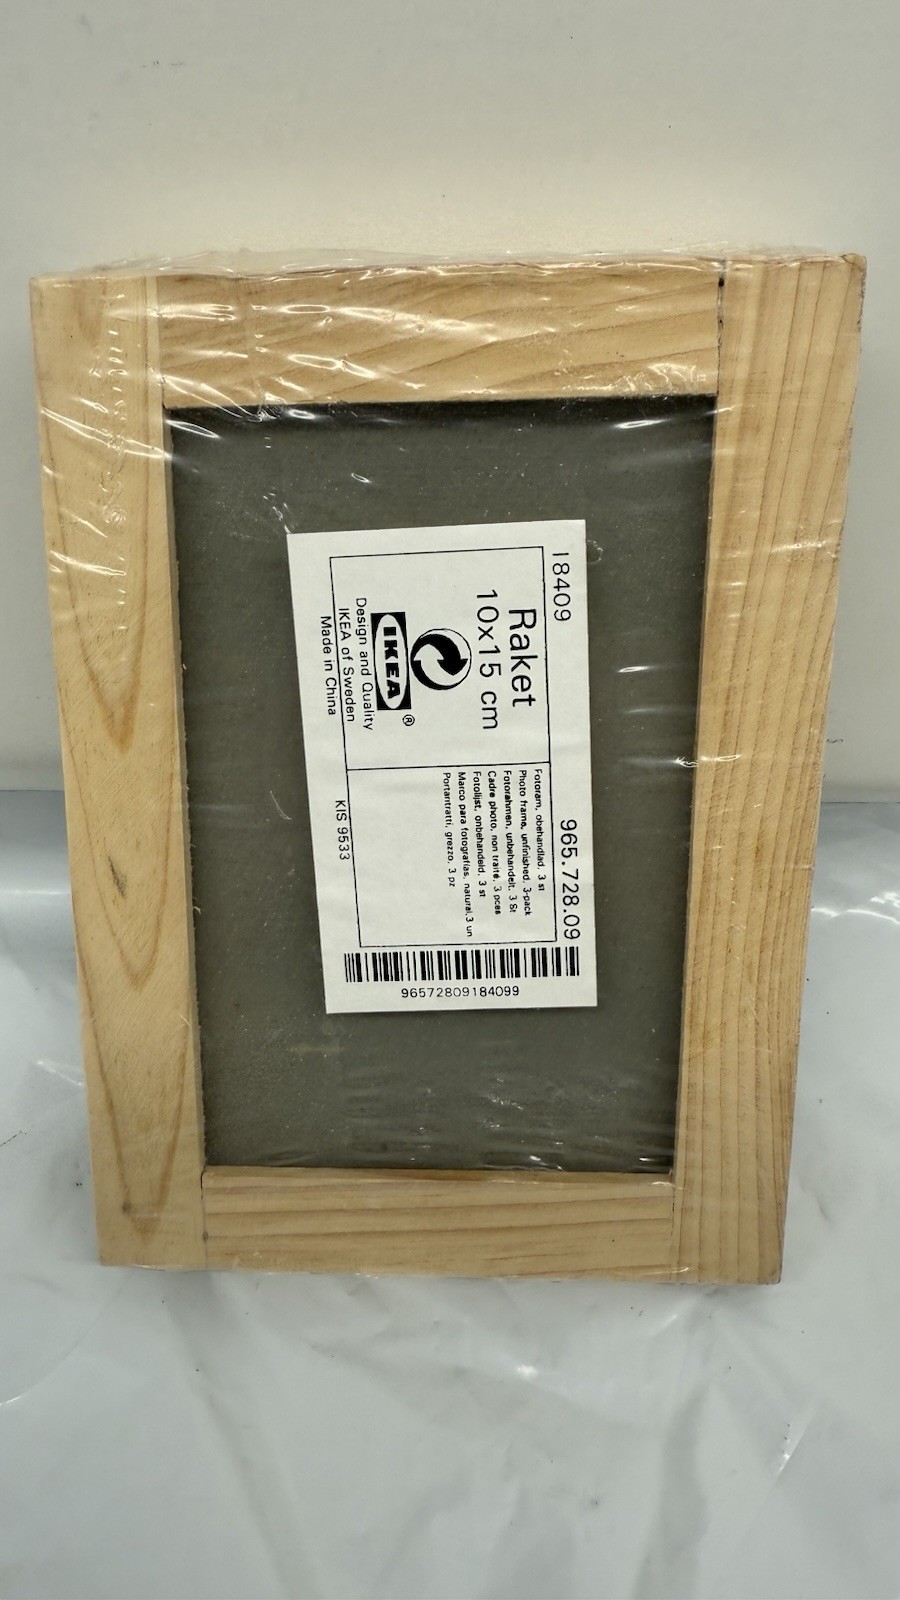 18409
965.728.09
Raket
10x15 cm
IKEA®
Design and Quality
IKEA of Sweden
Made in China
Fotoram, obehandlad, 3 st
Photo frame, unfinished, 3-pack
Fotorahmen, unbehandelt, 3 St
Cadre photo, non traité, 3 pces
Fotolijst, onbehandeld, 3 st
Marco para fotografías, natural,3 un
Portaritratti, grezzo, 3 pz
KIS 9533
96572809184099